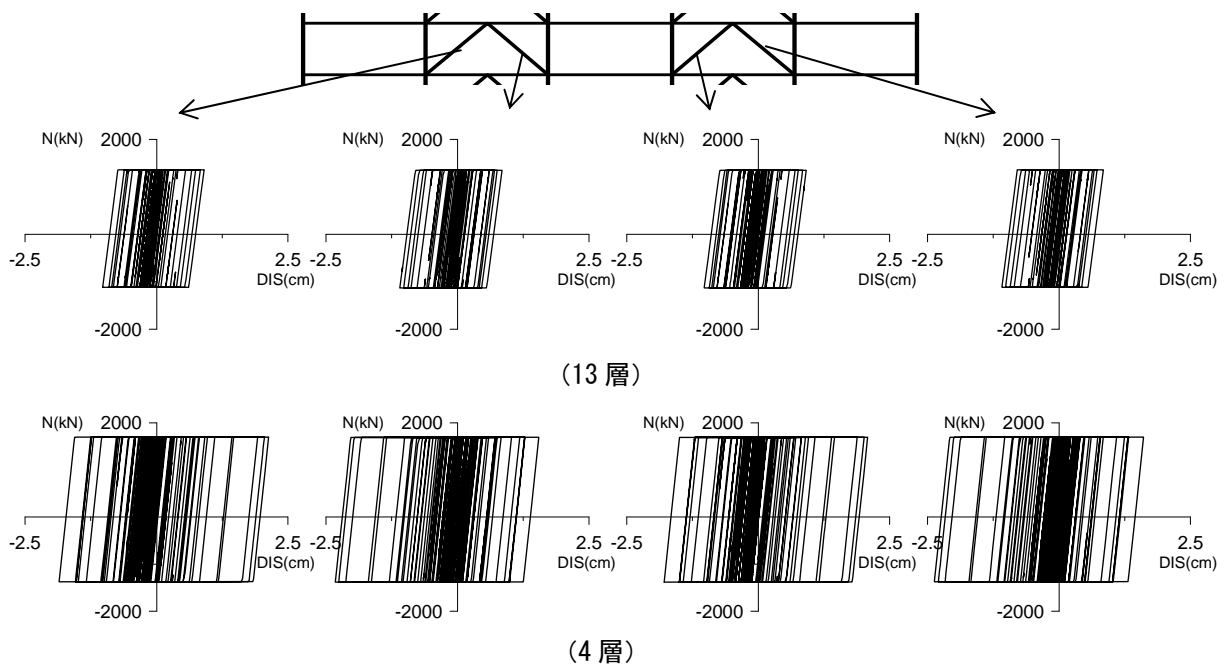 N(kN) 2000 N(kN) 2000 N(kN) 2000 N(kN) 2000
-2.5 2.5 -2.5 2.5 -2.5 2.5 -2.5 2.5
DIS(cm) DIS(cm) DIS(cm) DIS(cm)
-2000 -2000 -2000 -2000
(13 層)
N(kN) 2000 N(kN) 2000 N(kN) 2000 N(kN) 2000
-2.5 2.5 -2.5 2.5 -2.5 2.5 -2.5 2.5
DIS(cm) DIS(cm) DIS(cm) DIS(cm)
-2000 -2000 -2000 -2000
(4 層)